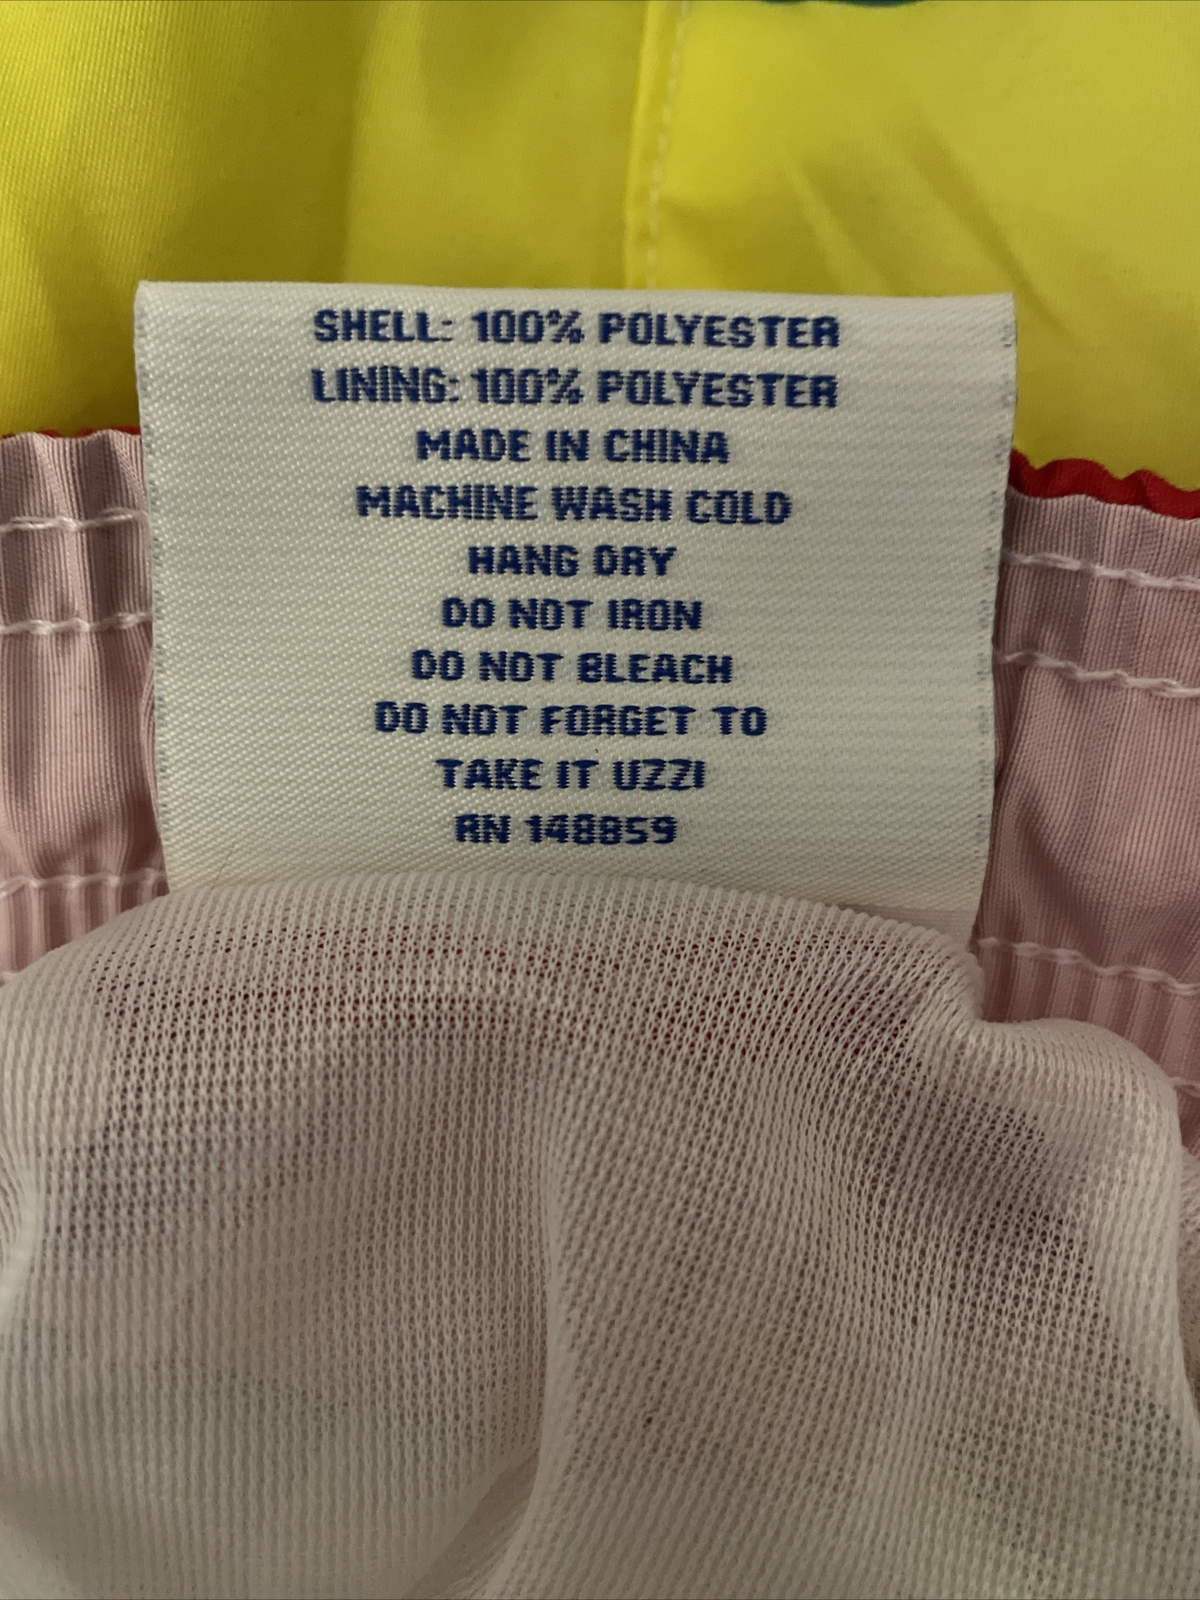 SHELL: 100% POLYESTER
LINING: 100% POLYESTER
MADE IN CHINA
MACHINE WASH COLD
HANG DRY
DO NOT IRON
DO NOT BLEACH
DO NOT FORGET TO
TAKE IT UZZI
RN 148859